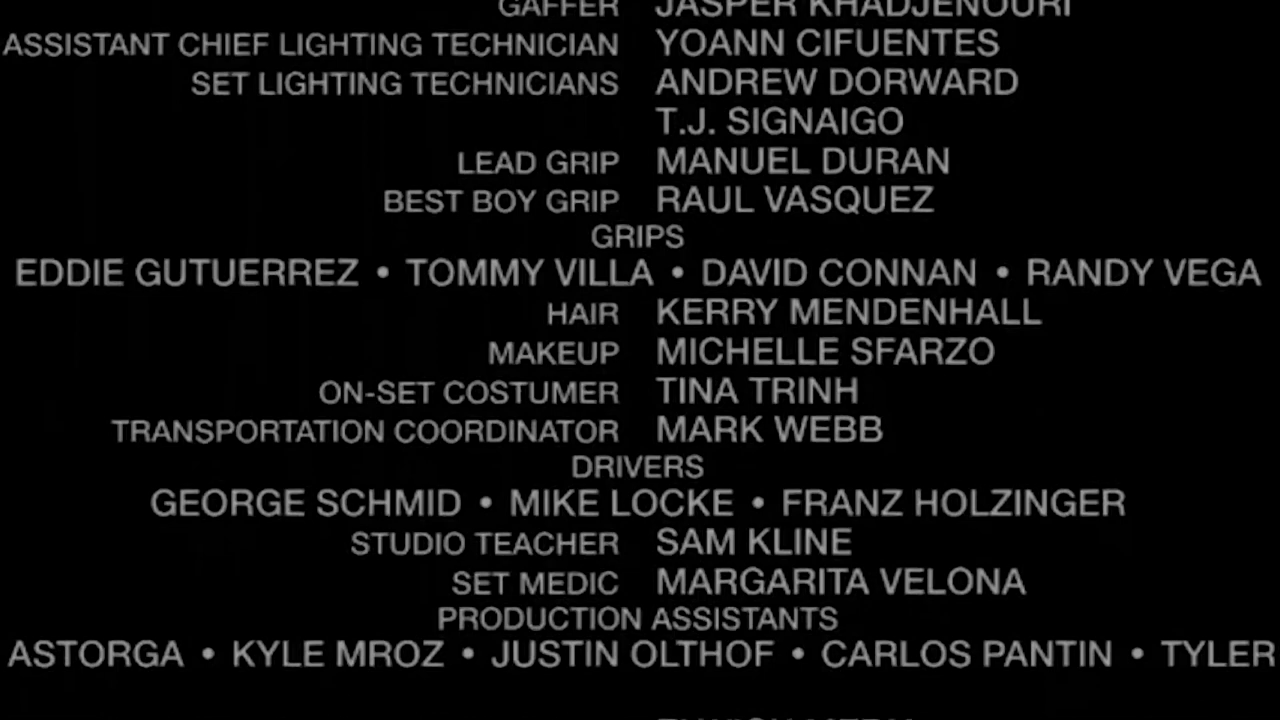 GAFFER JASPER KHADJENOURI
ASSISTANT CHIEF LIGHTING TECHNICIAN YOANN CIFUENTES
SET LIGHTING TECHNICIANS ANDREW DORWARD
T.J. SIGNAIGO
LEAD GRIP MANUEL DURAN
BEST BOY GRIP RAUL VASQUEZ
GRIPS
EDDIE GUTUERREZ • TOMMY VILLA • DAVID CONNAN • RANDY VEGA
HAIR KERRY MENDENHALL
MAKEUP MICHELLE SFARZO
ON-SET COSTUMER TINA TRINH
TRANSPORTATION COORDINATOR MARK WEBB
DRIVERS
GEORGE SCHMID • MIKE LOCKE • FRANZ HOLZINGER
STUDIO TEACHER SAM KLINE
SET MEDIC MARGARITA VELONA
PRODUCTION ASSISTANTS
ASTORGA • KYLE MROZ • JUSTIN OLTHOF • CARLOS PANTIN • TYLER